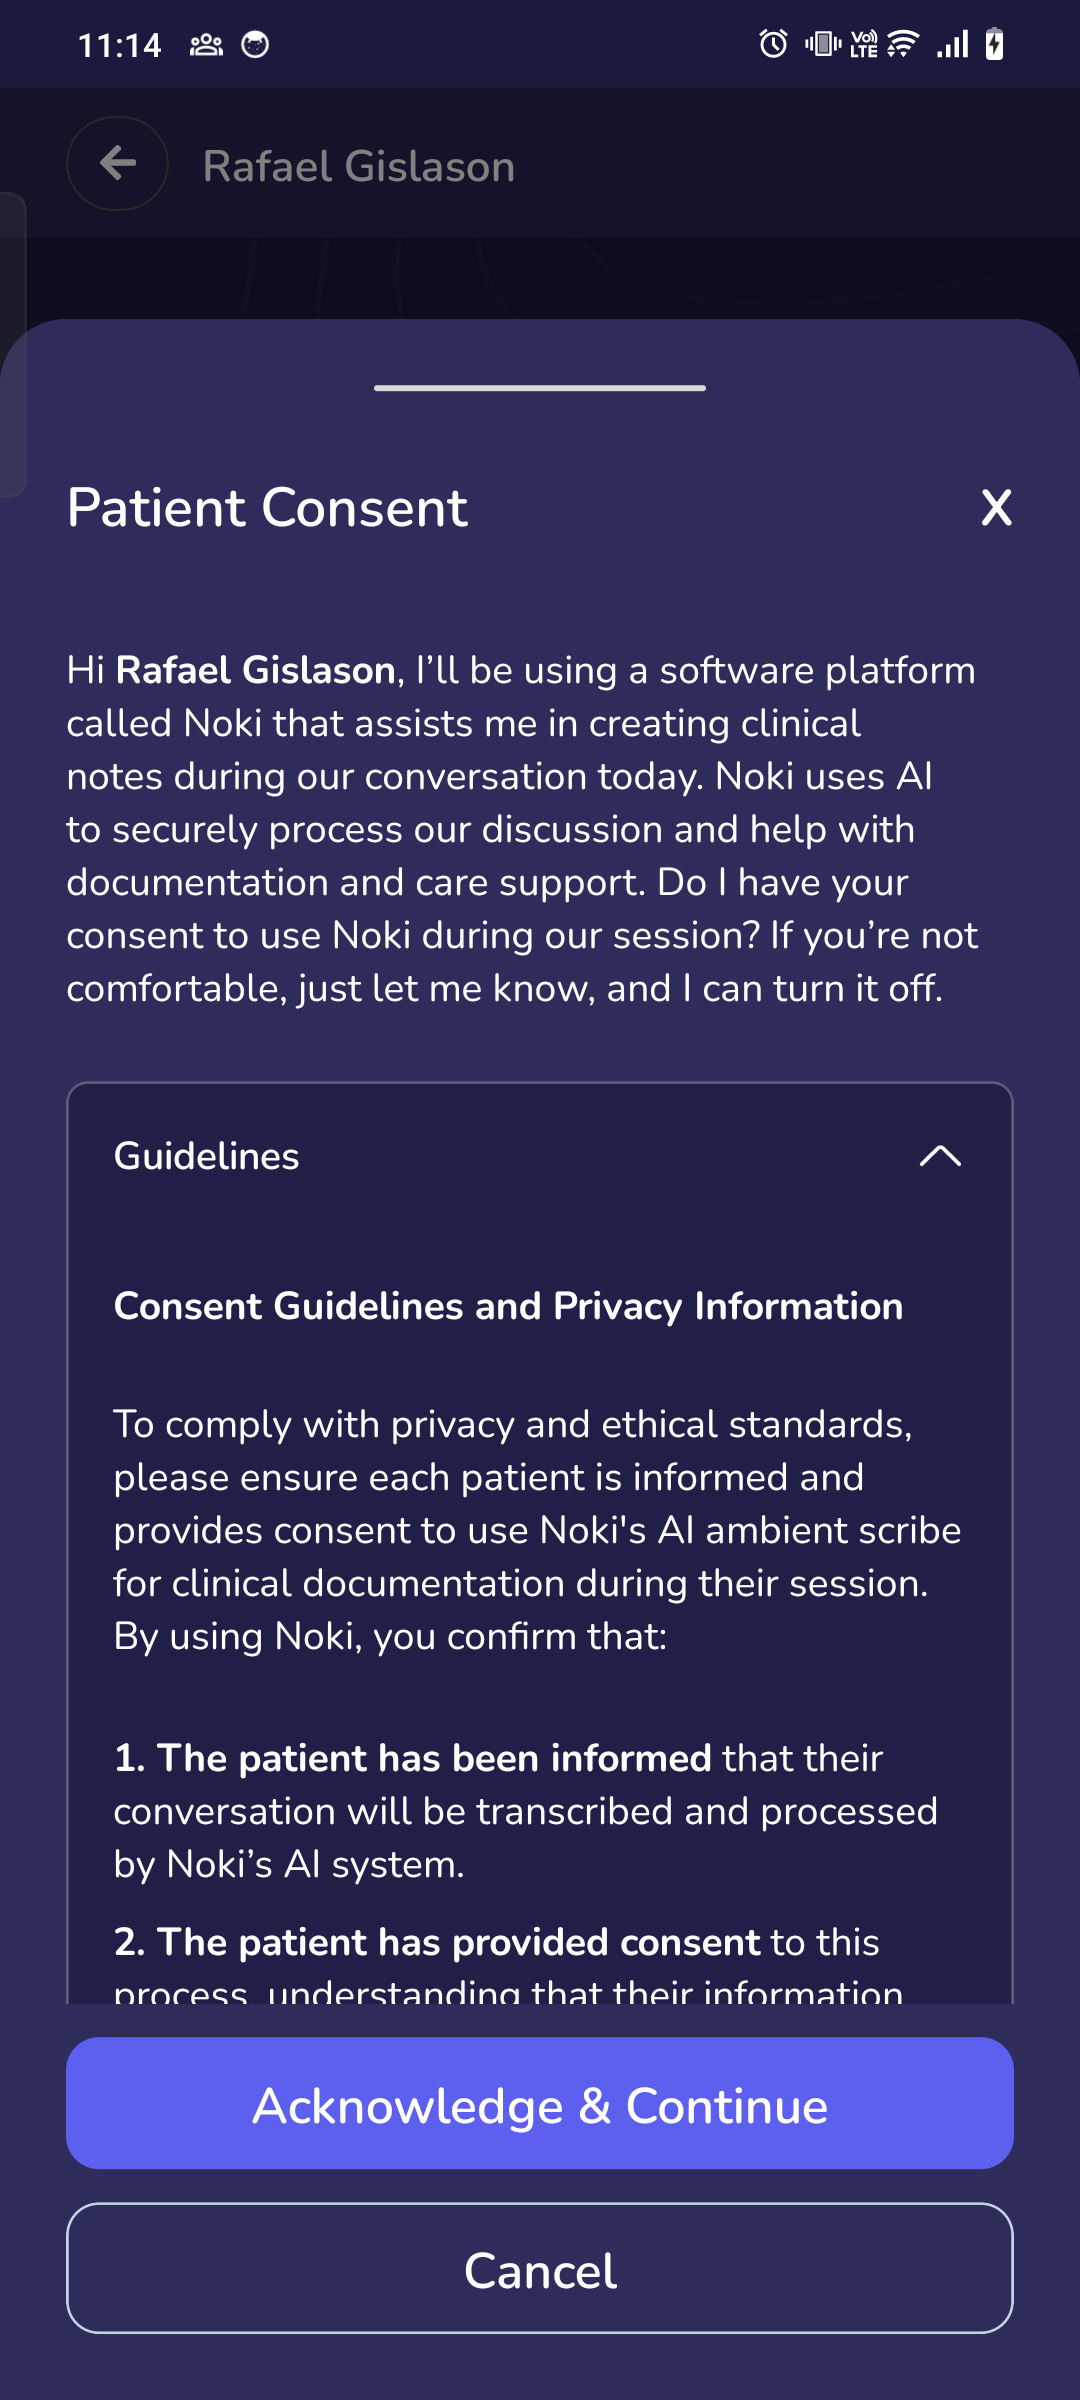 11:14
Vo) LTE
Rafael Gislason
Patient Consent
X
Hi Rafael Gislason, I’ll be using a software platform
called Noki that assists me in creating clinical
notes during our conversation today. Noki uses AI
to securely process our discussion and help with
documentation and care support. Do I have your
consent to use Noki during our session? If you’re not
comfortable, just let me know, and I can turn it off.
Guidelines
Consent Guidelines and Privacy Information
To comply with privacy and ethical standards,
please ensure each patient is informed and
provides consent to use Noki's AI ambient scribe
for clinical documentation during their session.
By using Noki, you confirm that:
1. The patient has been informed that their
conversation will be transcribed and processed
by Noki’s AI system.
2. The patient has provided consent to this
process, understanding that their information
Acknowledge & Continue
Cancel